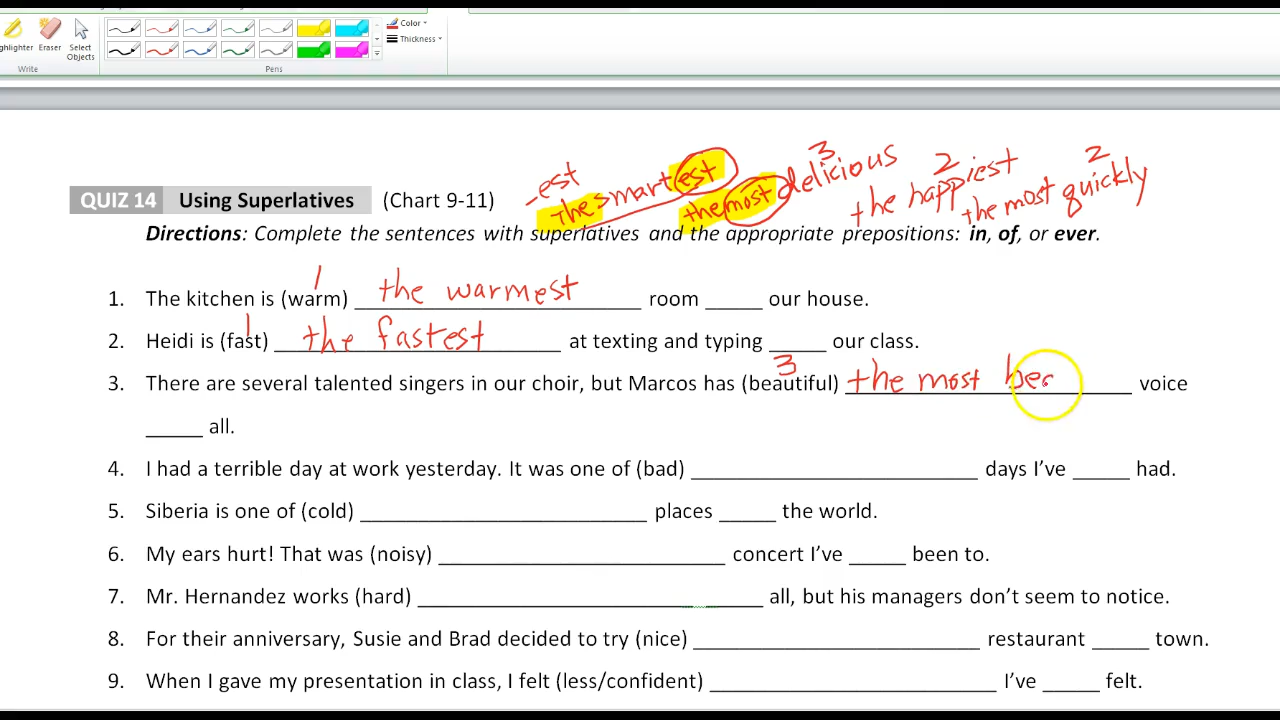 Color
Thickness
Highlighter Eraser Select Objects
Write Pens
-est The smartest the most delicious 3 the happiest 2 the most quickly 2
QUIZ 14 Using Superlatives (Chart 9-11)
Directions: Complete the sentences with superlatives and the appropriate prepositions: in, of, or ever.
1
1. The kitchen is (warm) the warmest room _____ our house.
1
2. Heidi is (fast) the fastest at texting and typing _____ our class.
3
3. There are several talented singers in our choir, but Marcos has (beautiful) the most bea voice
_____ all.
4. I had a terrible day at work yesterday. It was one of (bad) _________________________ days I've _____ had.
5. Siberia is one of (cold) _________________________ places _____ the world.
6. My ears hurt! That was (noisy) _________________________ concert I've _____ been to.
7. Mr. Hernandez works (hard) ______________________________ all, but his managers don't seem to notice.
8. For their anniversary, Susie and Brad decided to try (nice) _________________________ restaurant _____ town.
9. When I gave my presentation in class, I felt (less/confident) _________________________ I've _____ felt.